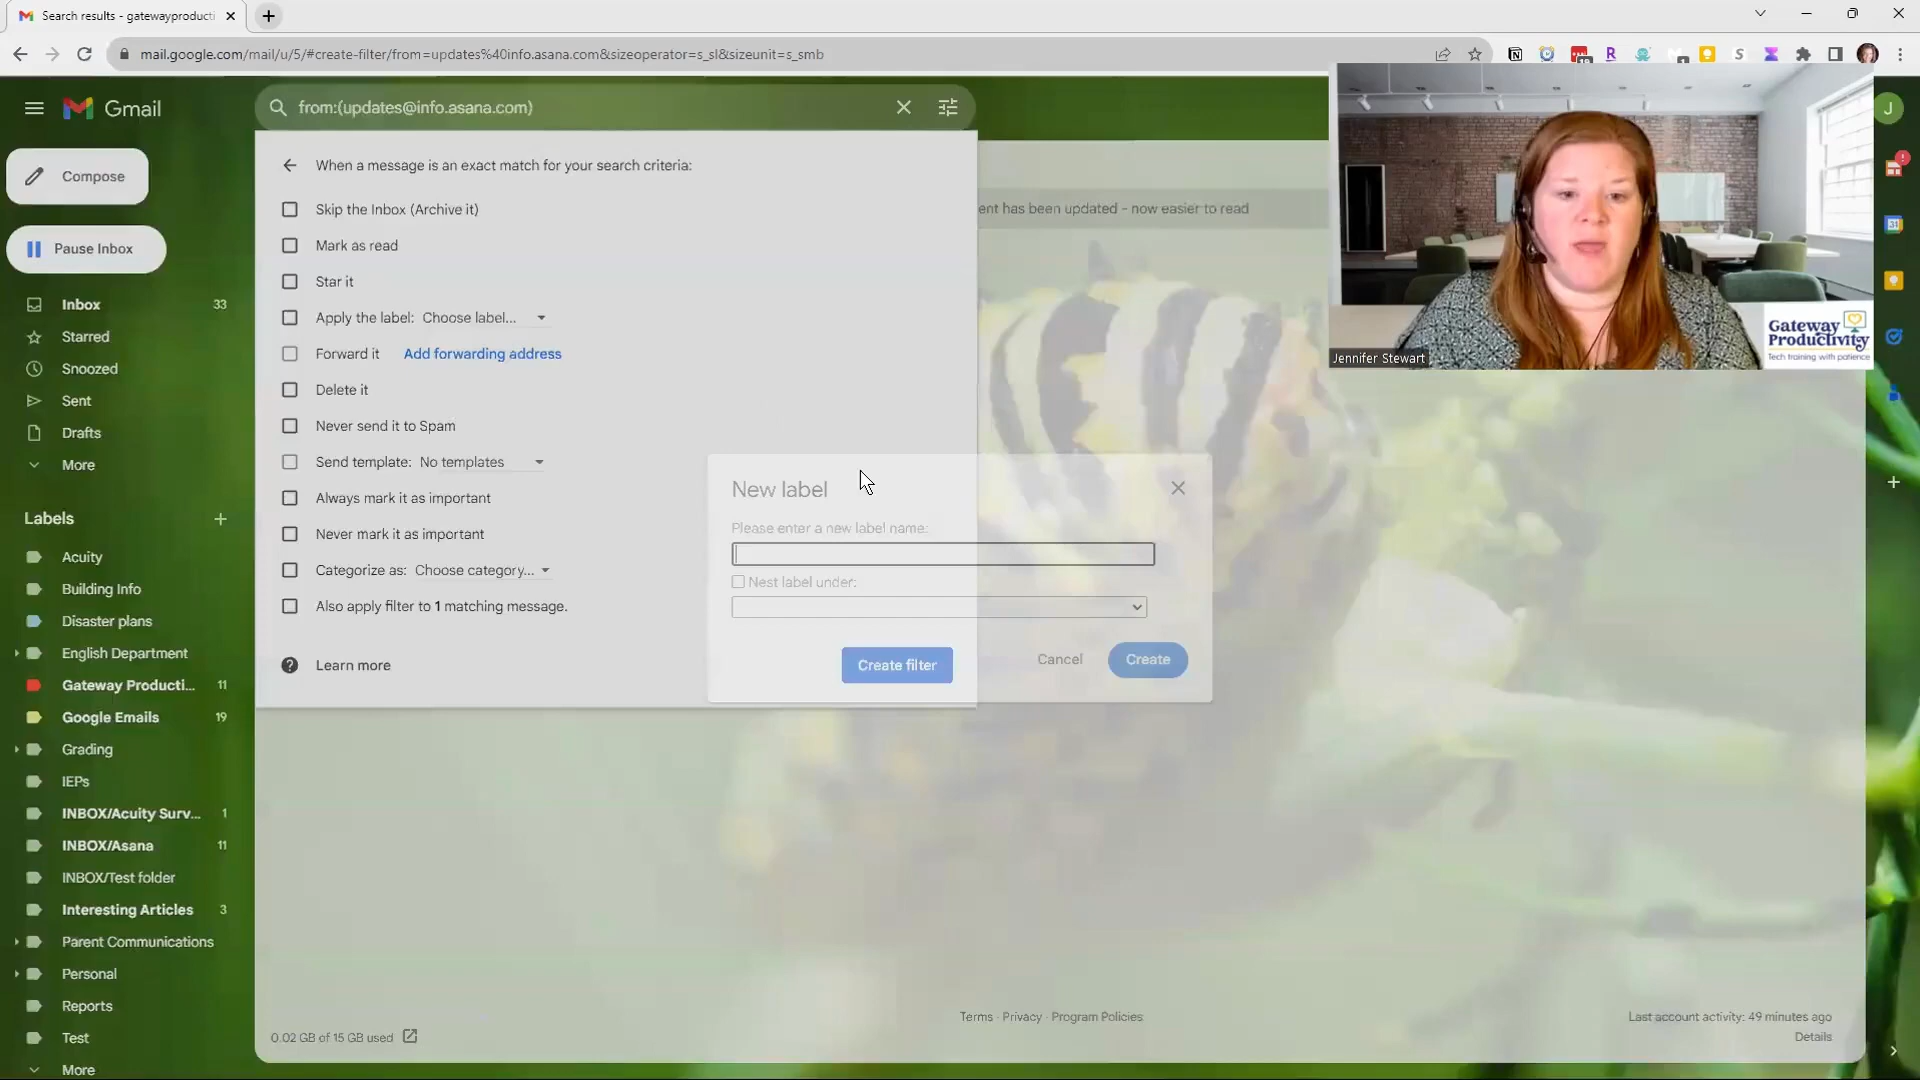 Search results - gatewayproducti
mail.google.com/mail/u/5/#create-filter/from=updates%40info.asana.com&sizeoperator=s_sl&sizeunit=s_smb
Gmail
from:(updates@info.asana.com)
J
Compose
Pause Inbox
Inbox 33
Starred
Snoozed
Sent
Drafts
More
Labels
Acuity
Building Info
Disaster plans
English Department
Gateway Producti... 11
Google Emails 19
Grading
IEPs
INBOX/Acuity Surv... 1
INBOX/Asana 11
INBOX/Test folder
Interesting Articles 3
Parent Communications
Personal
Reports
Test
More
When a message is an exact match for your search criteria:
Skip the Inbox (Archive it)
Mark as read
Star it
Apply the label: Choose label...
Forward it Add forwarding address
Delete it
Never send it to Spam
Send template: No templates
Always mark it as important
Never mark it as important
Categorize as: Choose category...
Also apply filter to 1 matching message.
Learn more
Create filter
ent has been updated - now easier to read
New label
Please enter a new label name:
Nest label under:
Cancel
Create
Jennifer Stewart
Gateway
Productivity
Tech training with patience
0.02 GB of 15 GB used
Terms · Privacy · Program Policies
Last account activity: 49 minutes ago
Details